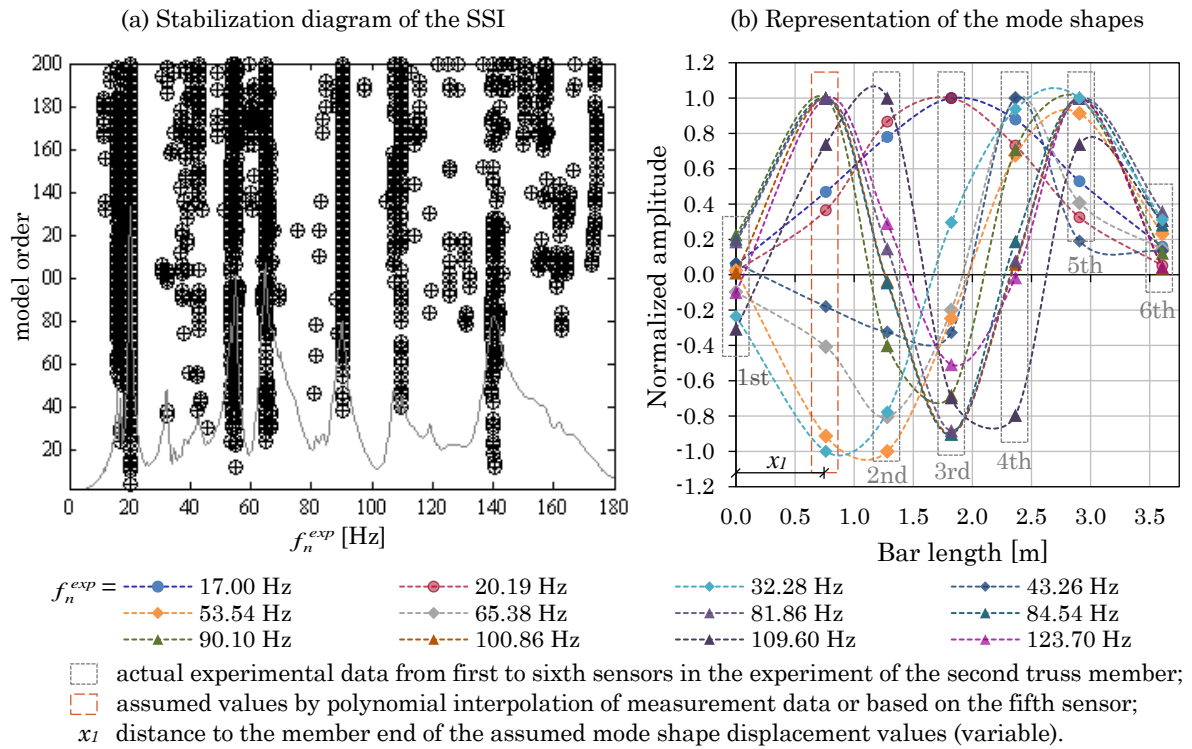 (a) Stabilization diagram of the SSI
(b) Representation of the mode shapes
model order
200
180
160
140
20
00
80
60
40
20
0 20 40 60 80 100 120 140 160 180
f_n^exp [Hz]
Normalized amplitude
1.2
1.0
0.8
0.6
0.4
0.2
0.0
-0.2
-0.4
-0.6
-0.8
-1.0
-1.2
1st
2nd
3rd
4th
5th
6th
x1
0.0 0.5 1.0 1.5 2.0 2.5 3.0 3.5
Bar length [m]
f_n^exp = 17.00 Hz 20.19 Hz 32.28 Hz 43.26 Hz
53.54 Hz 65.38 Hz 81.86 Hz 84.54 Hz
90.10 Hz 100.86 Hz 109.60 Hz 123.70 Hz
actual experimental data from first to sixth sensors in the experiment of the second truss member;
assumed values by polynomial interpolation of measurement data or based on the fifth sensor;
x1 distance to the member end of the assumed mode shape displacement values (variable).